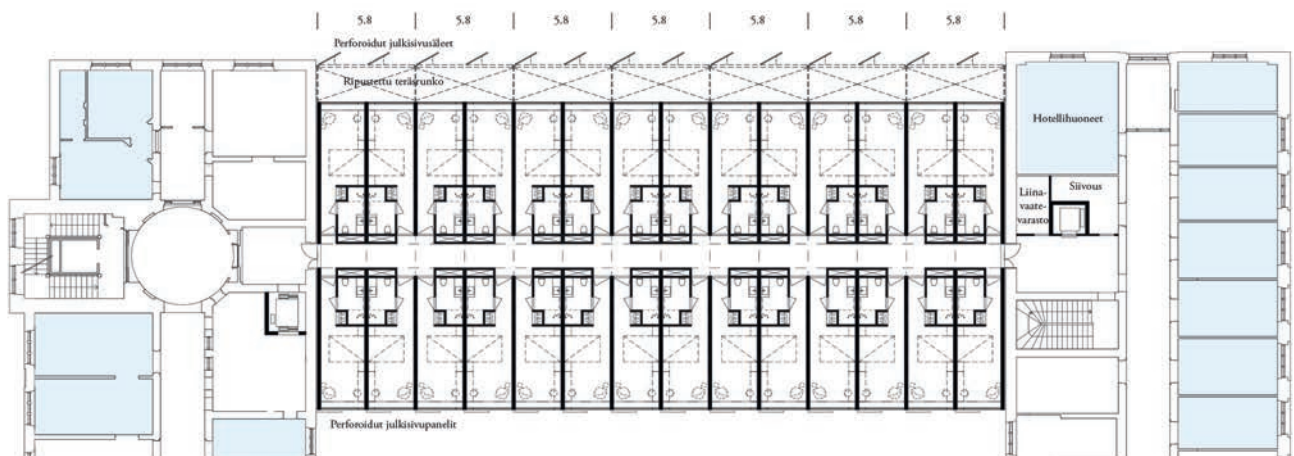 5.8 5.8 5.8 5.8 5.8 5.8 5.8
Perforoidut julkisivusäleet
Ripustettu teräsrunko
Hotellihuoneet
Liina-
vaate-
varasto
Siivous
Perforoidut julkisivupanelit